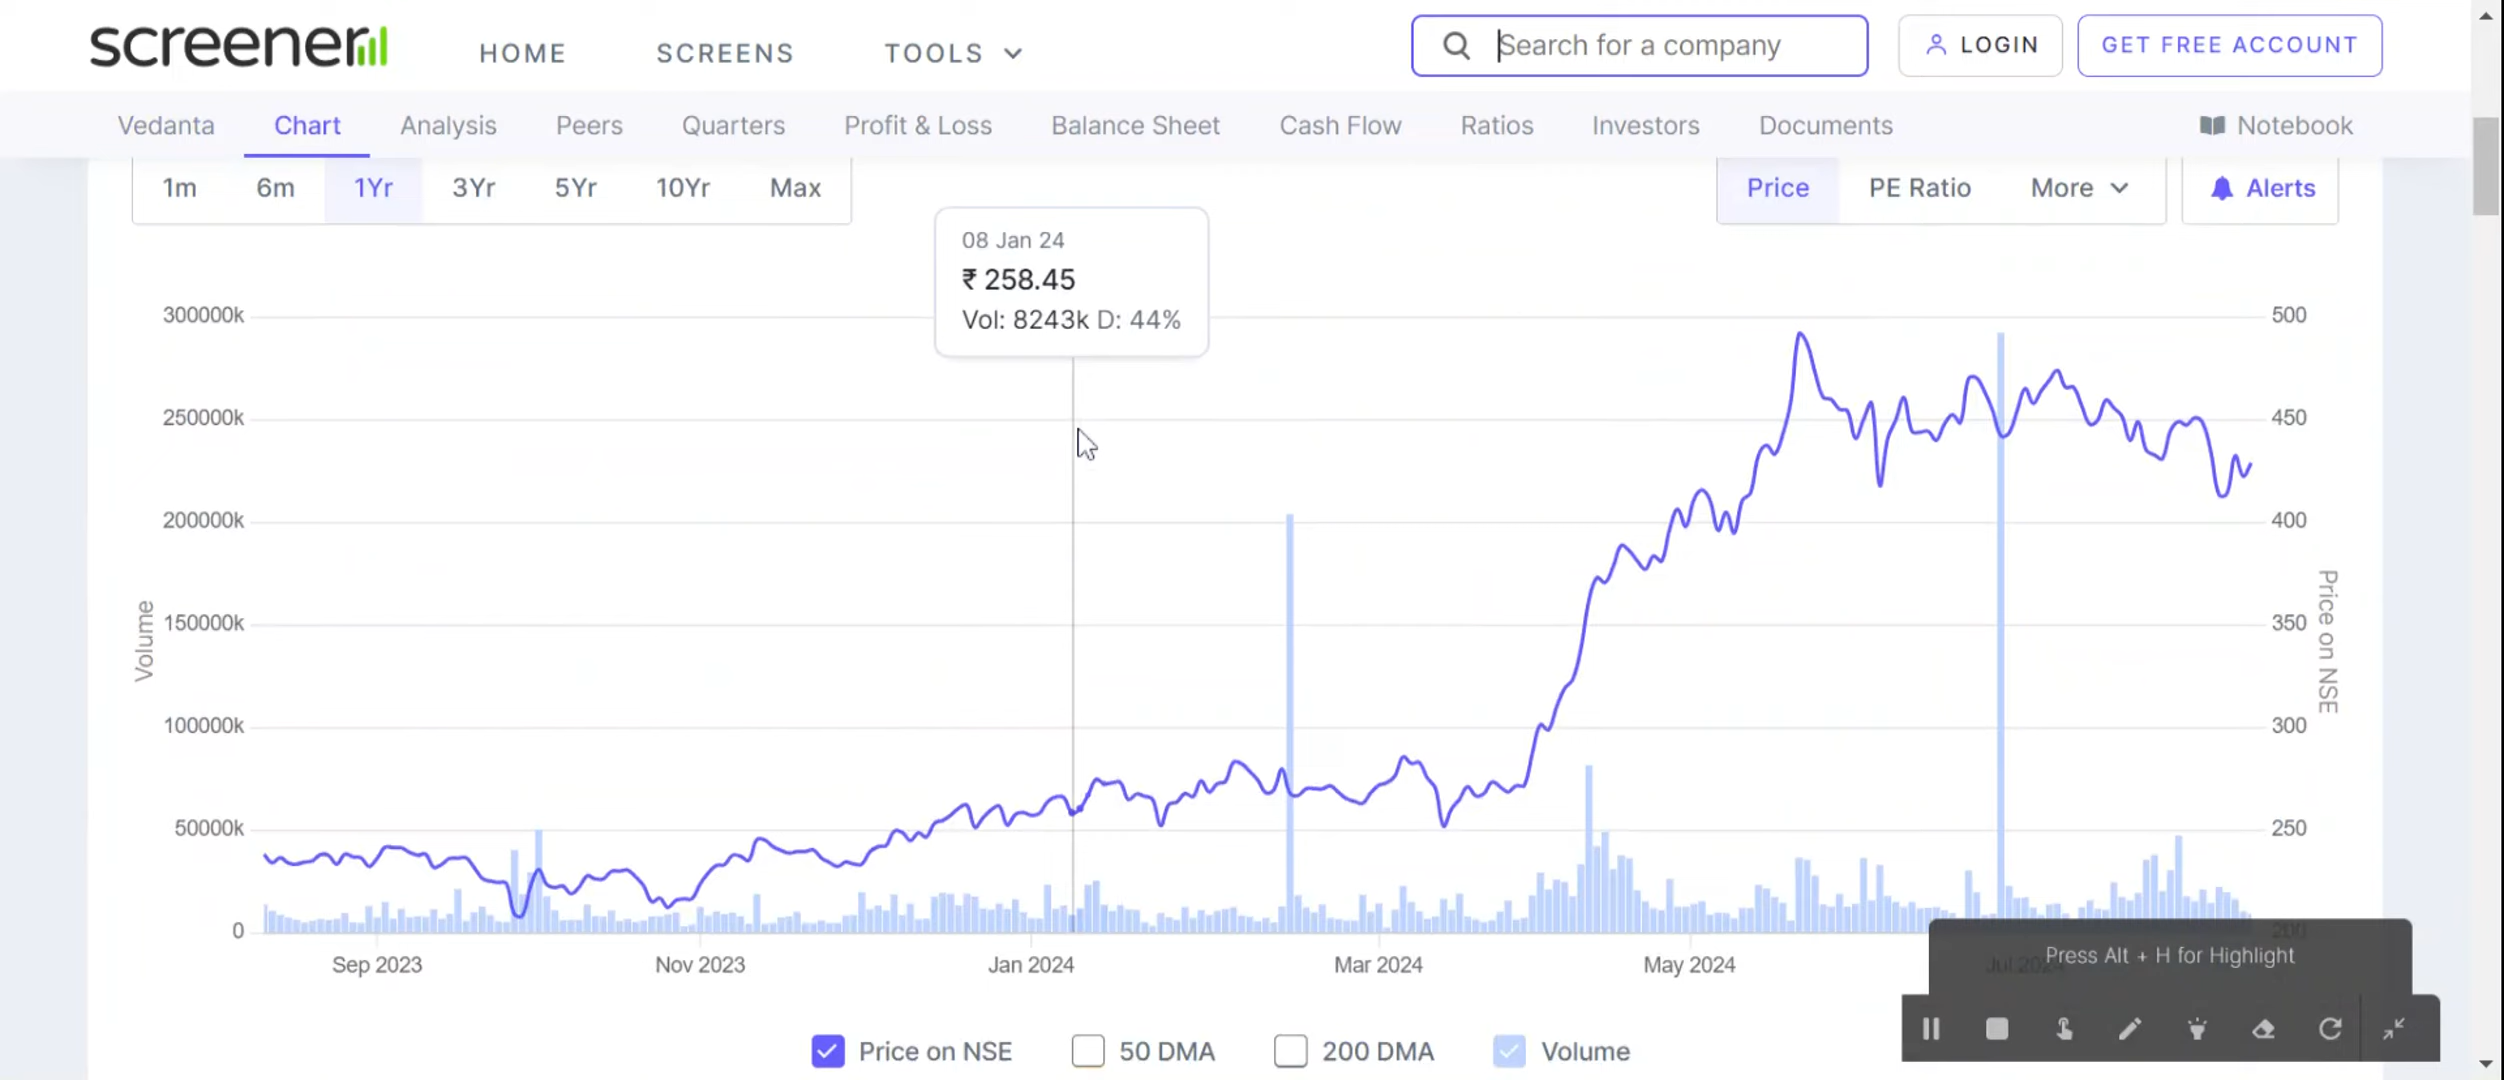 screener
HOME SCREENS TOOLS
Search for a company
LOGIN
GET FREE ACCOUNT
Vedanta Chart Analysis Peers Quarters Profit & Loss Balance Sheet Cash Flow Ratios Investors Documents Notebook
1m 6m 1Yr 3Yr 5Yr 10Yr Max
Price PE Ratio More Alerts
08 Jan 24
₹ 258.45
Vol: 8243k D: 44%
300000k 500
250000k 450
200000k 400
150000k 350
100000k 300
50000k 250
0 200
Volume
Price on NSE
Sep 2023 Nov 2023 Jan 2024 Mar 2024 May 2024 Jul 2024
Press Alt + H for Highlight
Price on NSE 50 DMA 200 DMA Volume